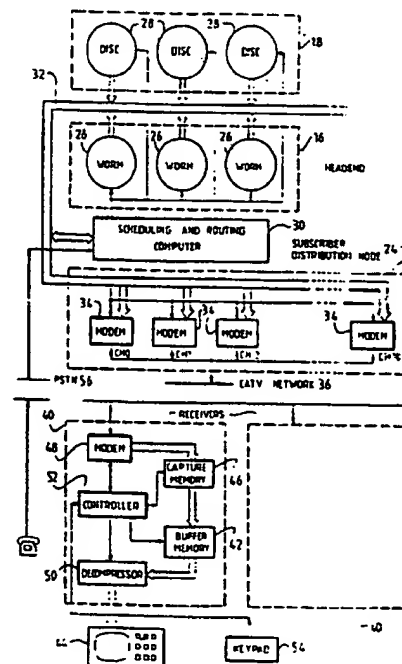 28 28 18
DISC DISC DISC
32
26 26 26 16
WORM WORM WORM
HEADEND
30
SCHEDULING AND ROUTING
COMPUTER
SUBSCRIBER
DISTRIBUTION NODE 24
34 34 34
MODEM MODEM MODEM MODEM
PSTN 56
CATV NETWORK 36
RECEIVERS
40
48 MODEM
46
CAPTURE
MEMORY
52
CONTROLLER
BUFFER
MEMORY 42
50
DECOMPRESSOR
40
44
KEYPAD 54